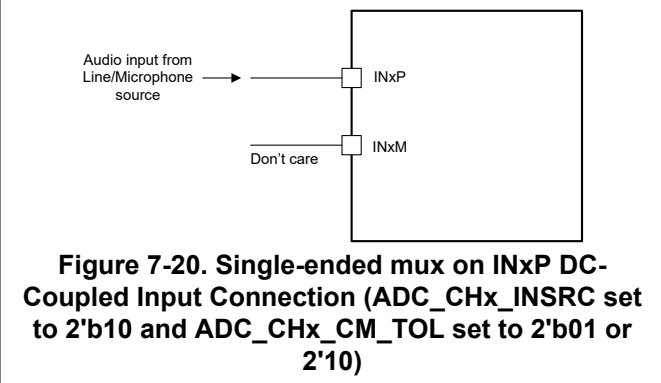 Audio input from
Line/Microphone
source
INxP
INxM
Don't care
Figure 7-20. Single-ended mux on INxP DC-
Coupled Input Connection (ADC_CHx_INSRC set
to 2'b10 and ADC_CHx_CM_TOL set to 2'b01 or
2'10)